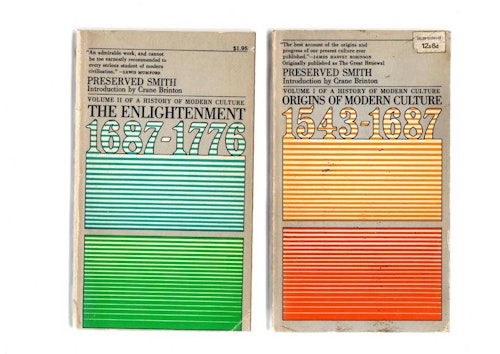 $1.95
"An admirable work, and cannot
be too earnestly recommended to
every serious student of modern
civilization." —LEWIS MUMFORD
PRESERVED SMITH
Introduction by Crane Brinton
VOLUME II OF A HISTORY OF MODERN CULTURE
THE ENLIGHTENMENT
1687-1776
12s6d
"The best account of the origins and
progress of our present culture ever
published."—JAMES HARVEY ROBINSON
Originally published as The Great Renewal
PRESERVED SMITH
Introduction by Crane Brinton
VOLUME I OF A HISTORY OF MODERN CULTURE
ORIGINS OF MODERN CULTURE
1543-1687